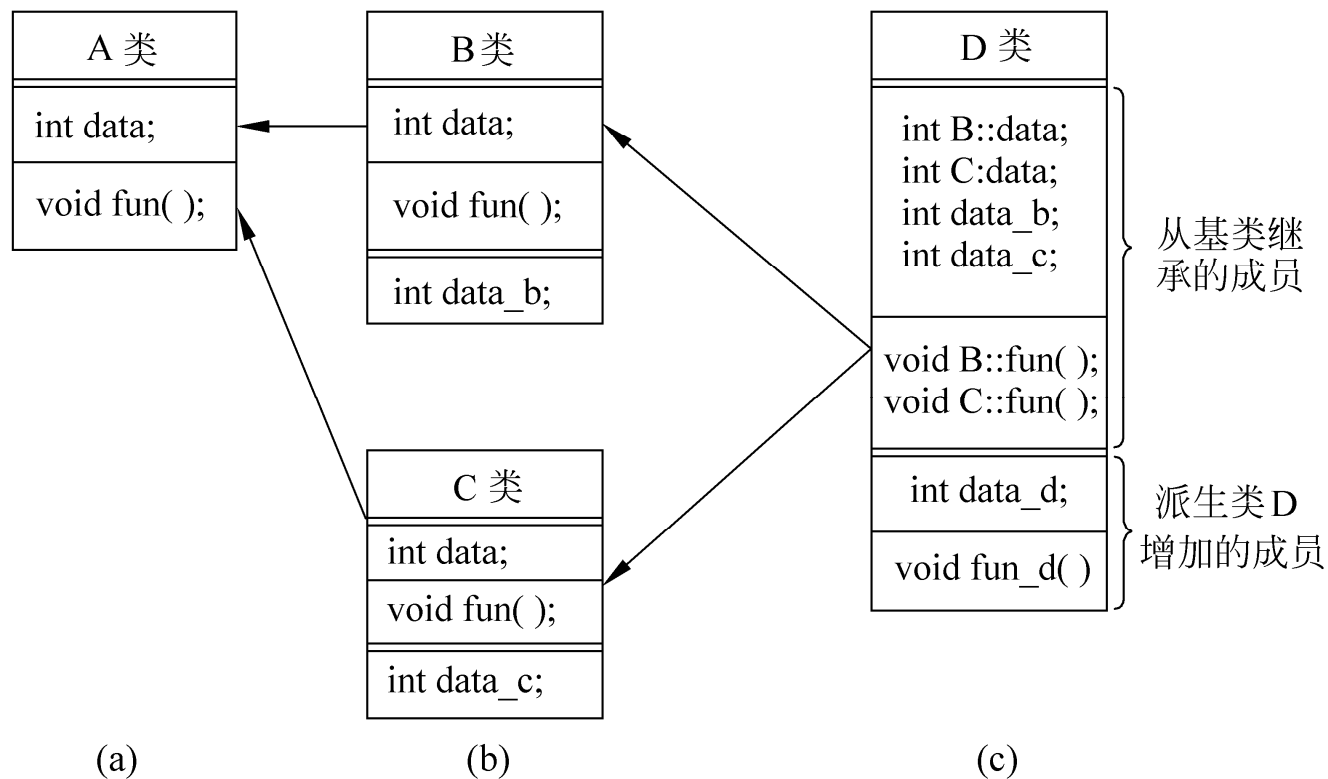 A 类
int data;
void fun( );
B类
int data;
void fun( );
int data_b;
C 类
int data;
void fun( );
int data_c;
D 类
int B::data;
int C:data;
int data_b;
int data_c;
void B::fun( );
void C::fun( );
int data_d;
void fun_d( )
从基类继
承的成员
派生类D
增加的成员
(a)
(b)
(c)